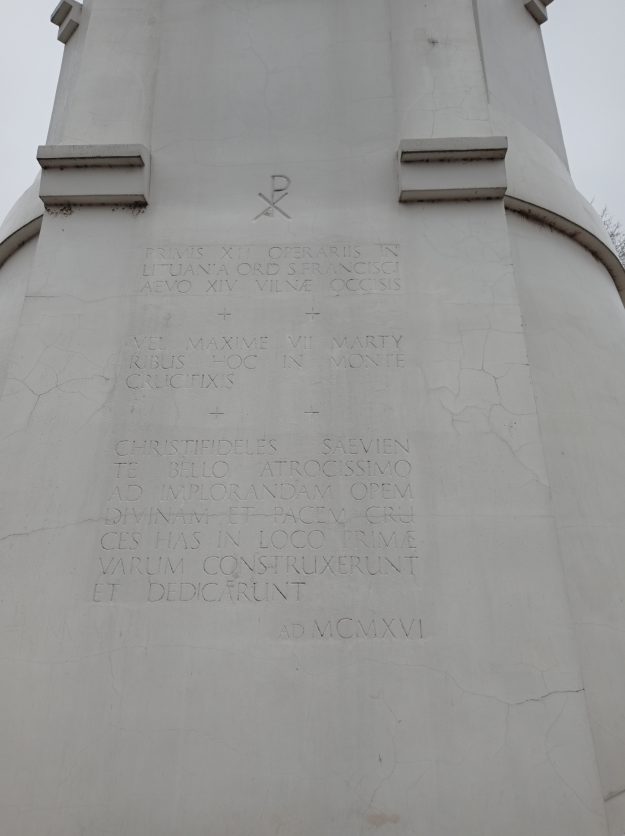 ☧
PRIMIS XII OPERARIIS IN
LITUANIA ORD S.FRANCISCI
AEVO XIV VILNÆ OCCISIS
+ +
VEL MAXIME VII MARTY
RIBUS HOC IN MONTE
CRUCIFIXIS
+ +
CHRISTIFIDELES SAEVIEN
TE BELLO ATROCISSIMO
AD IMPLORANDAM OPEM
DIVINAM ET PACEM CRU
CES HAS IN LOCO PRIMÆ
VARUM CONSTRUXERUNT
ET DEDICARUNT
AD MCMXVI